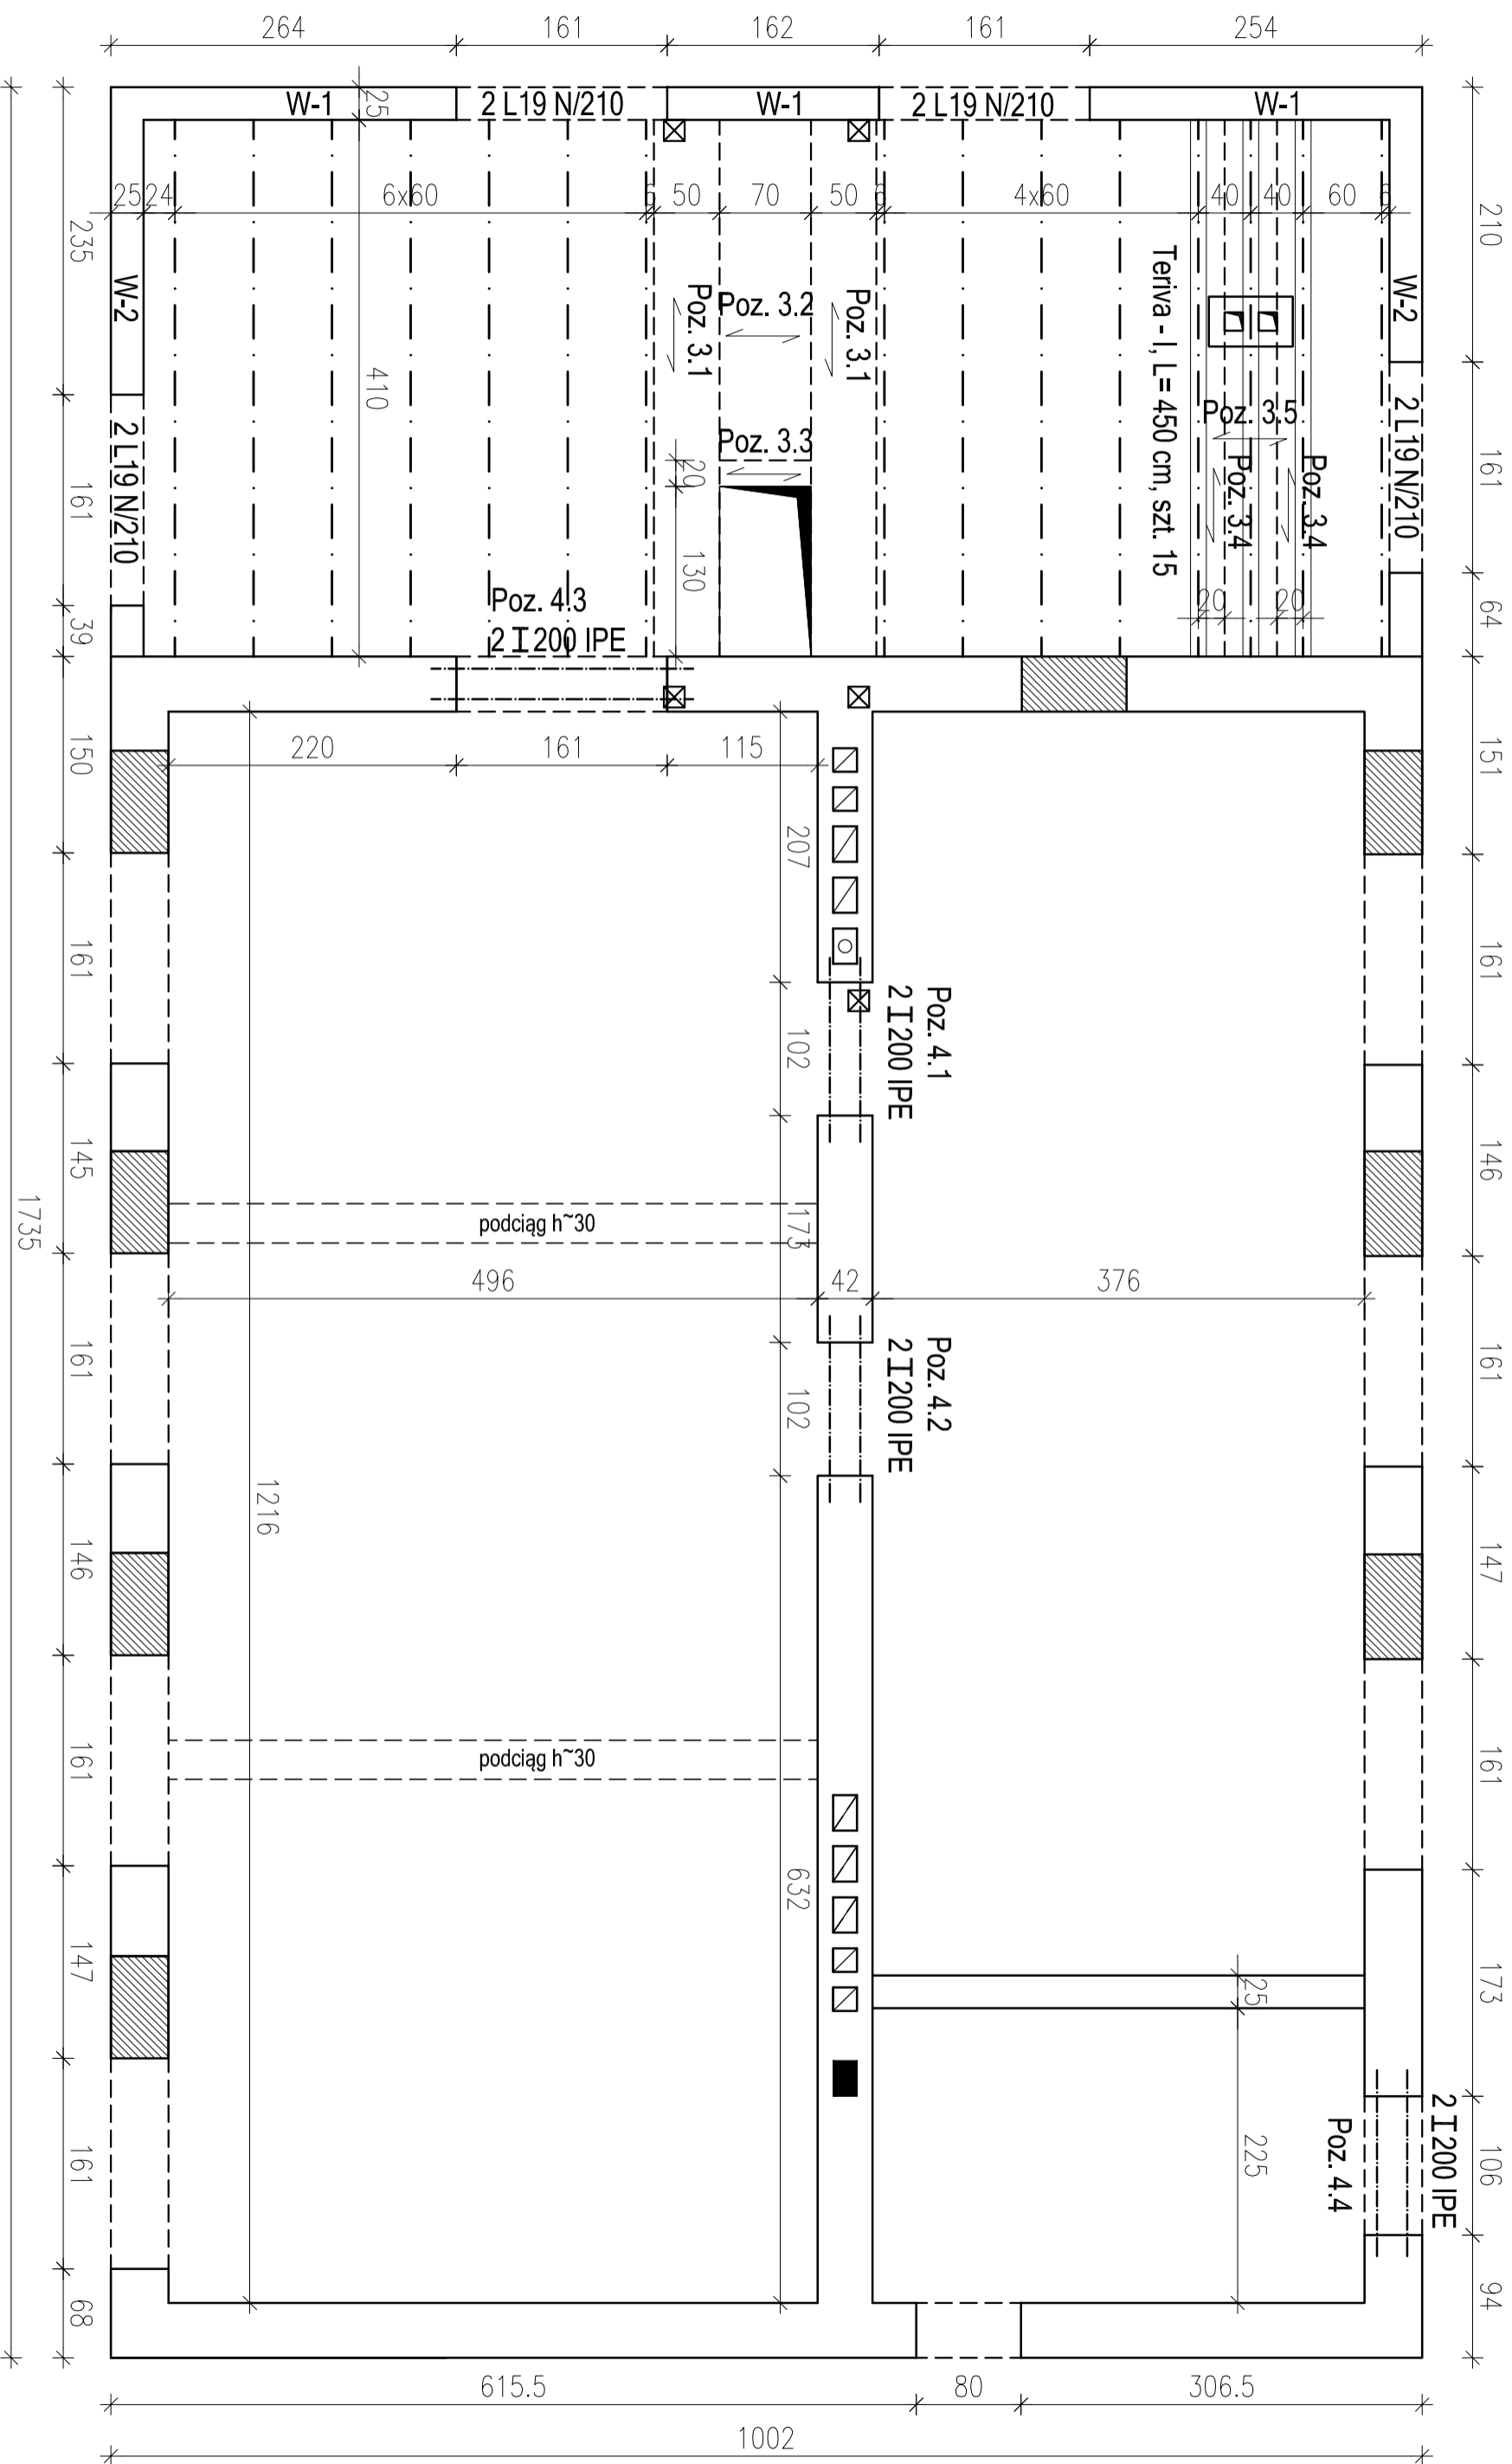 264
161
162
161
254
W-1
2 L19 N/210
W-1
2 L19 N/210
W-1
25
25
24
6x60
6
50
70
50
6
4x60
40
40
60
6
210
235
W-2
W-2
Poz. 3.1
Poz. 3.2
Poz. 3.1
Teriva - I, L= 450 cm, szt. 15
410
Poz. 3.3
20
Poz. 3.5
Poz. 3.4
Poz. 3.4
2 L19 N/210
2 L19 N/210
161
161
130
Poz. 4.3
2 I 200 IPE
20
20
39
64
150
220
161
115
151
207
161
161
102
Poz. 4.1
2 I 200 IPE
145
146
podciąg h~30
173
1735
496
42
376
161
161
Poz. 4.2
2 I 200 IPE
102
1216
146
147
podciąg h~30
161
161
632
147
25
173
161
225
2 I 200 IPE
Poz. 4.4
106
68
94
615.5
80
306.5
1002